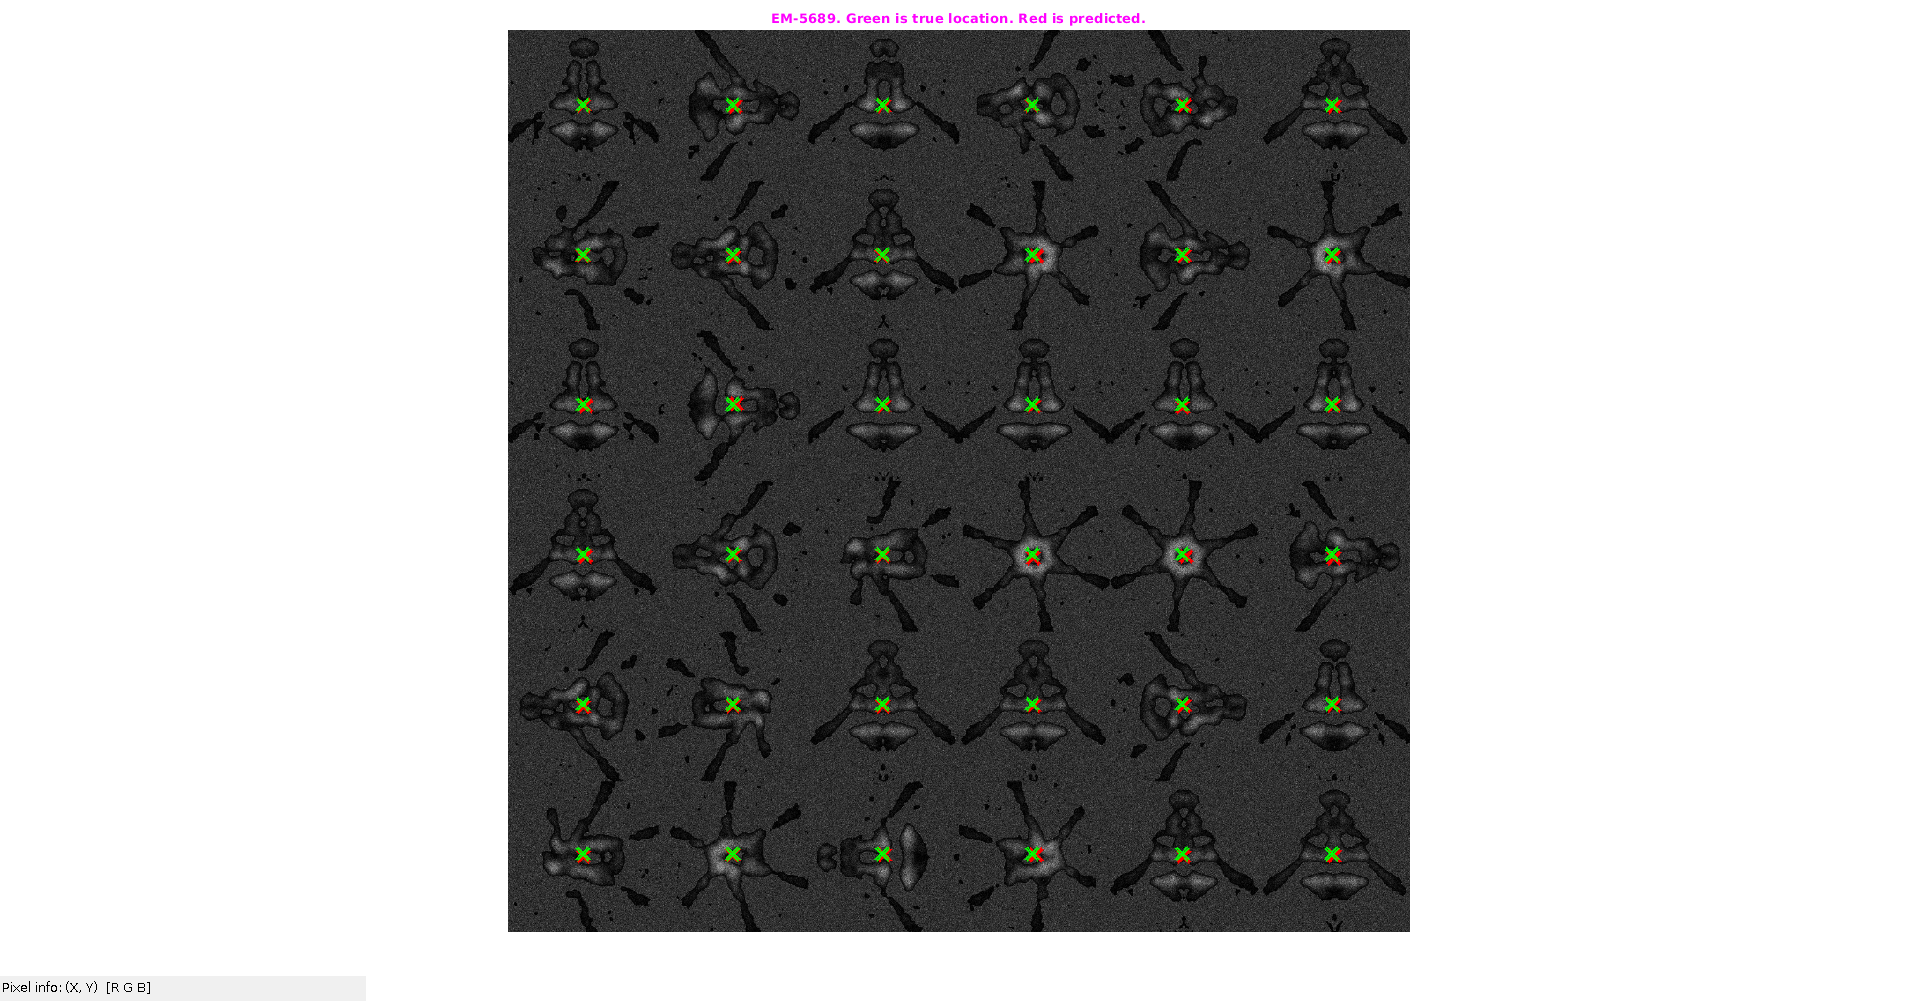 EM-5689. Green is true location. Red is predicted.
Pixel info: (X, Y) [R G B]